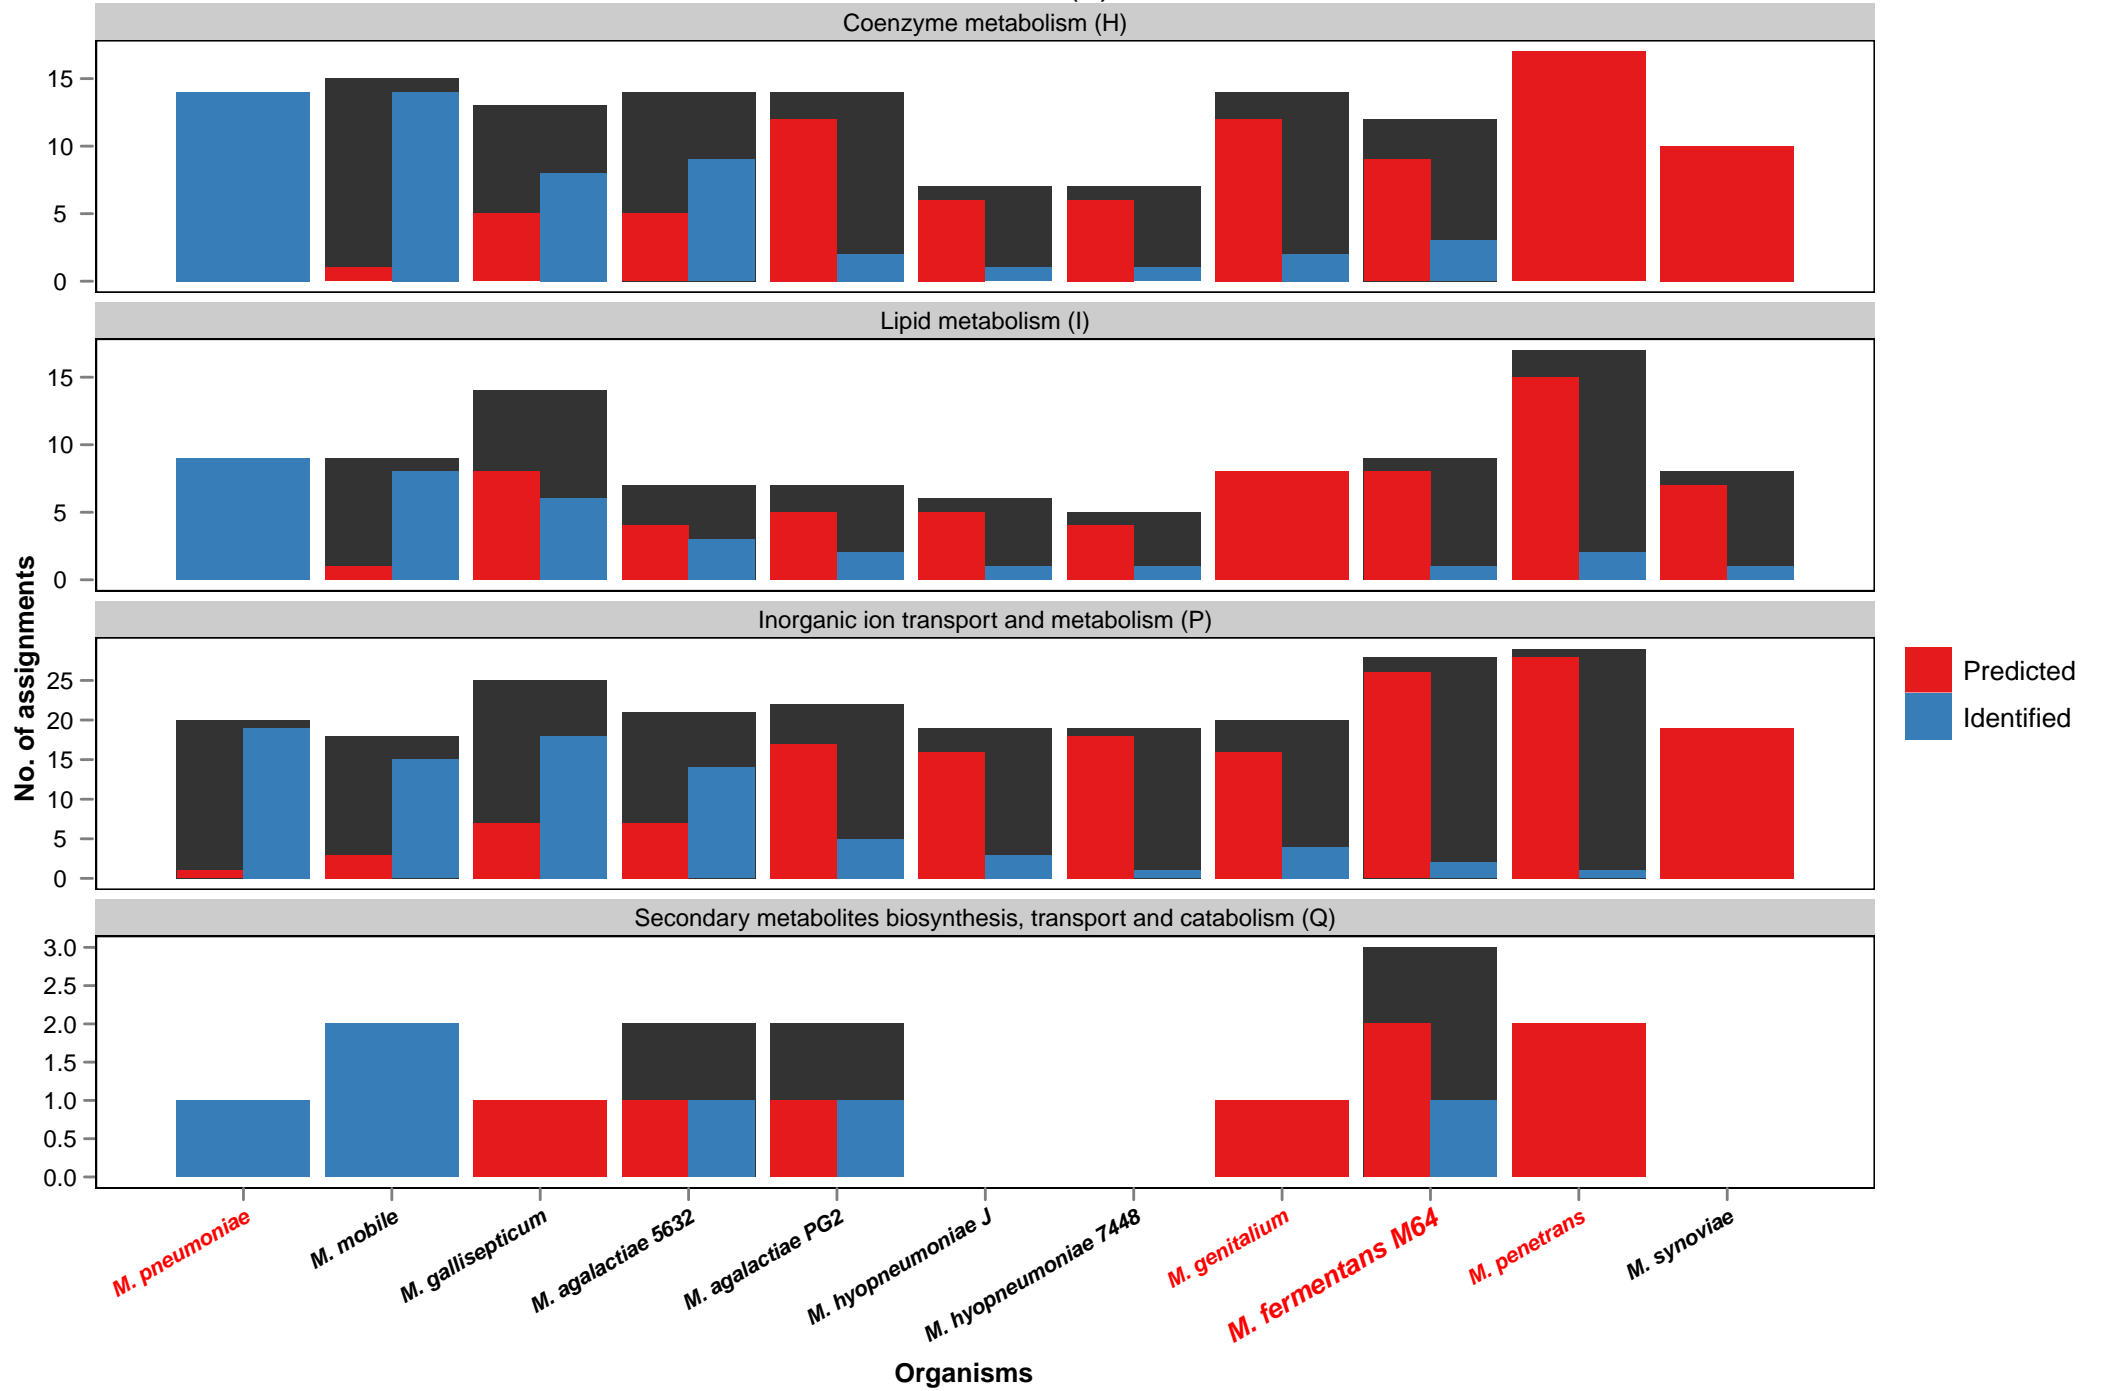 Coenzyme metabolism (H)
15
10
5
0
Lipid metabolism (I)
15
10
5
0
Inorganic ion transport and metabolism (P)
25
20
15
10
5
0
Secondary metabolites biosynthesis, transport and catabolism (Q)
3.0
2.5
2.0
1.5
1.0
0.5
0.0
No. of assignments
Predicted
Identified
M. pneumoniae
M. mobile
M. gallisepticum
M. agalactiae 5632
M. agalactiae PG2
M. hyopneumoniae J
M. hyopneumoniae 7448
M. genitalium
M. fermentans M64
M. penetrans
M. synoviae
Organisms